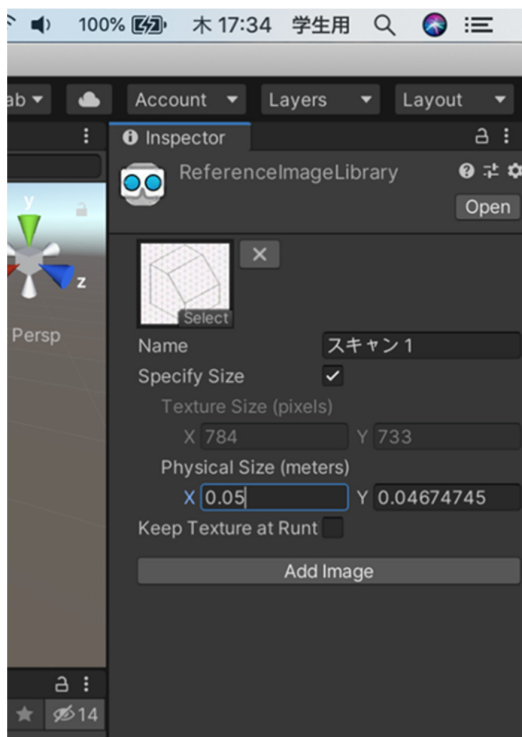 100% 木 17:34 学生用
ab Account Layers Layout
Inspector
ReferenceImageLibrary
Open
y
z
Persp
Select
Name スキャン 1
Specify Size
Texture Size (pixels)
X 784 Y 733
Physical Size (meters)
X 0.05 Y 0.04674745
Keep Texture at Runt
Add Image
14